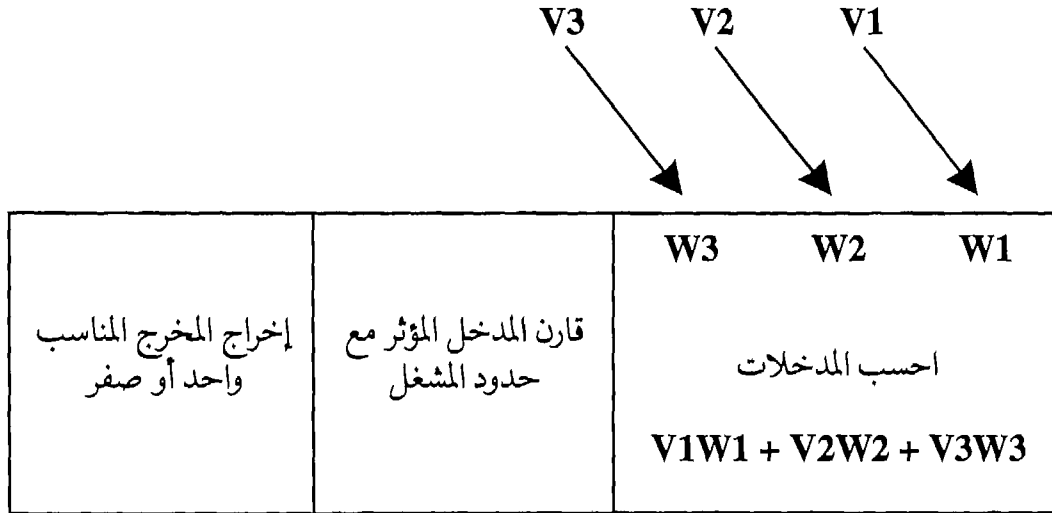 V3 V2 V1
W3 W2 W1
احسب المدخلات
V1W1 + V2W2 + V3W3
قارن المدخل المؤثر مع
حدود المشغل
إخراج المخرج المناسب
واحد أو صفر